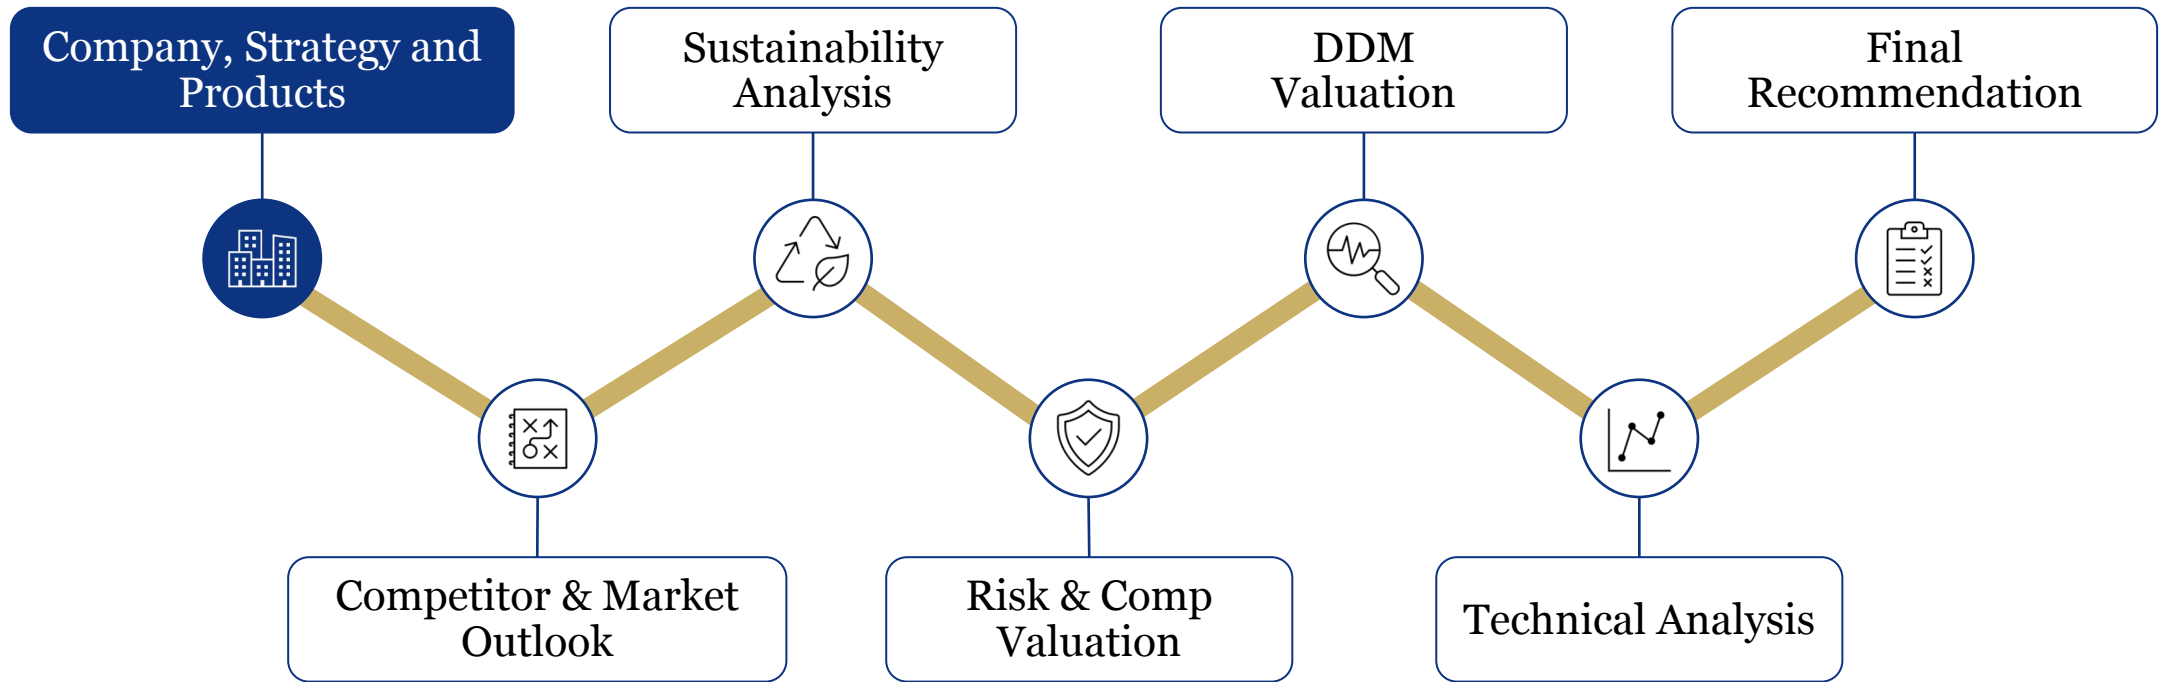 Company, Strategy and
Products
Sustainability
Analysis
DDM
Valuation
Final
Recommendation
Competitor & Market
Outlook
Risk & Comp
Valuation
Technical Analysis